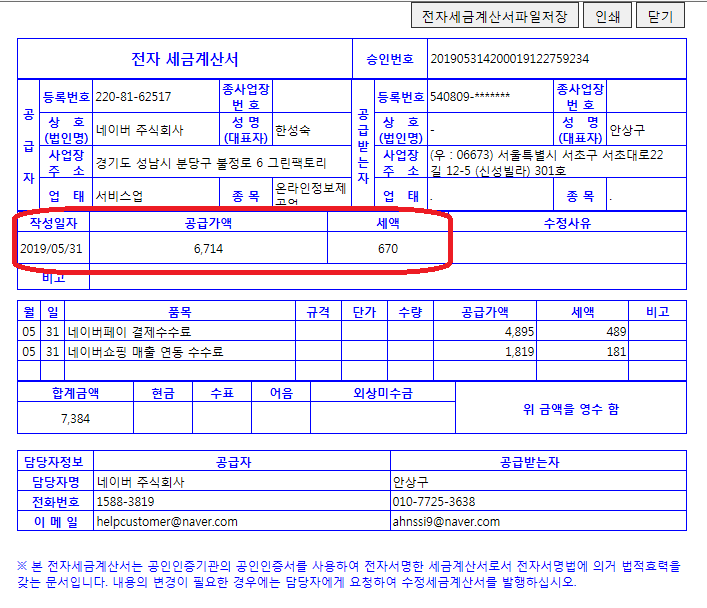 전자세금계산서파일저장 인쇄 닫기
전자 세금계산서 승인번호 20190531420001912275923​4
공급자 등록번호 220-81-62517 종사업장 번 호 공급받는자 등록번호 540809-******* 종사업장 번 호
상 호 (법인명) 네이버 주식회사 성 명 (대표자) 한성숙 상 호 (법인명) - 성 명 (대표자) 안상구
사업장 주 소 경기도 성남시 분당구 불정로 6 그린팩토리 사업장 주 소 (우 : 06673) 서울특별시 서초구 서초대로22
길 12-5 (신성빌라) 301호
업 태 서비스업 종 목 온라인정보제 업 태 . 종 목 .
작성일자 공급가액 세액 수정사유
2019/05/31 6,714 670
비고
월 일 품목 규격 단가 수량 공급가액 세액 비고
05 31 네이버페이 결제수수료 4,895 489
05 31 네이버쇼핑 매출 연동 수수료 1,819 181
합계금액 현금 수표 어음 외상미수금 위 금액을 영수 함
7,384
담당자정보 공급자 공급받는자
담당자명 네이버 주식회사 안상구
전화번호 1588-3819 010-7725-3638
이 메 일 helpcustomer@naver.com ahnssi9@naver.com
※ 본 전자세금계산서는 공인인증기관의 공인인증서를 사용하여 전자서명한 세금계산서로서 전자서명법에 의거 법적효력을
갖는 문서입니다. 내용의 변경이 필요한 경우에는 담당자에게 요청하여 수정세금계산서를 발행하십시오.